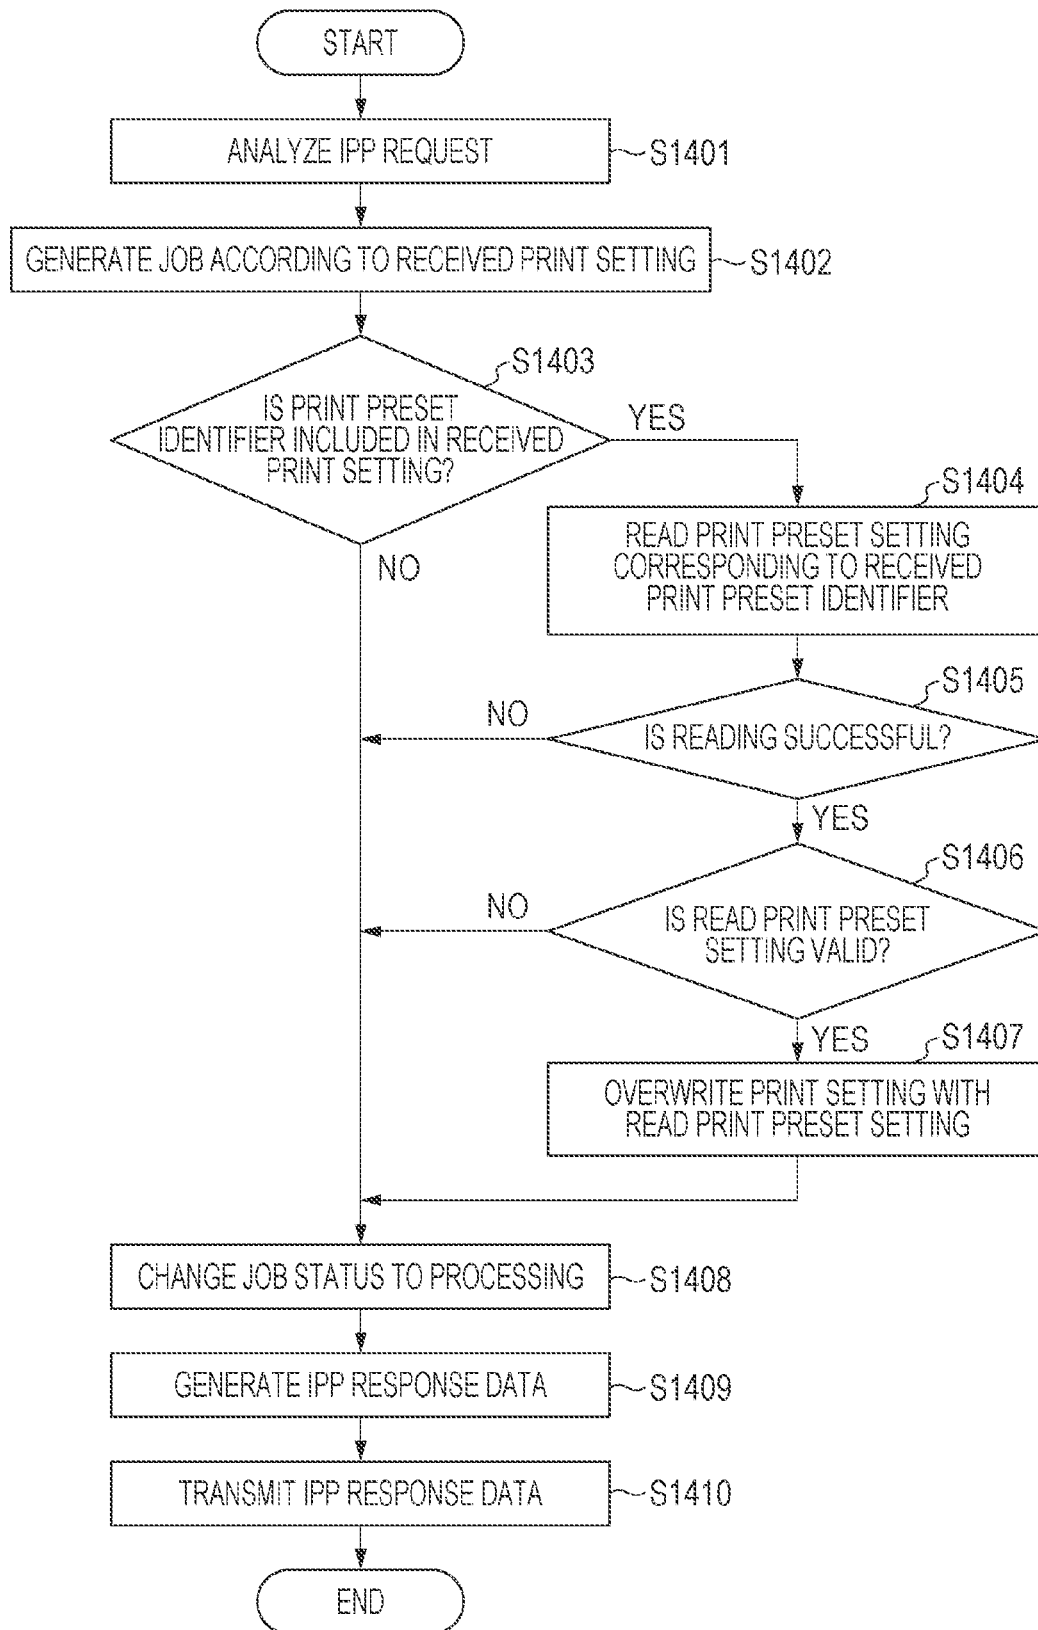 START
ANALYZE IPP REQUEST
S1401
GENERATE JOB ACCORDING TO RECEIVED PRINT SETTING
S1402
S1403
IS PRINT PRESET
IDENTIFIER INCLUDED IN RECEIVED
PRINT SETTING?
YES
NO
S1404
READ PRINT PRESET SETTING
CORRESPONDING TO RECEIVED
PRINT PRESET IDENTIFIER
S1405
IS READING SUCCESSFUL?
NO
YES
S1406
IS READ PRINT PRESET
SETTING VALID?
NO
YES
S1407
OVERWRITE PRINT SETTING WITH
READ PRINT PRESET SETTING
CHANGE JOB STATUS TO PROCESSING
S1408
GENERATE IPP RESPONSE DATA
S1409
TRANSMIT IPP RESPONSE DATA
S1410
END